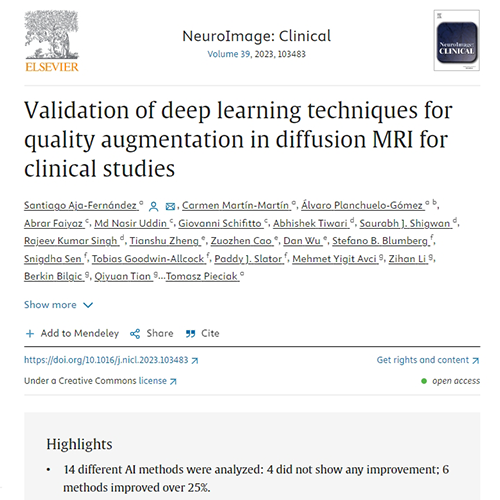 ELSEVIER
NeuroImage: Clinical
Volume 39, 2023, 103483
NeuroImage:
CLINICAL
Validation of deep learning techniques for
quality augmentation in diffusion MRI for
clinical studies
Santiago Aja-Fernández a, Carmen Martín-Martín a, Álvaro Planchuelo-Gómez a b,
Abrar Faiyaz c, Md Nasir Uddin c, Giovanni Schifitto c, Abhishek Tiwari d, Saurabh J. Shigwan d,
Rajeev Kumar Singh d, Tianshu Zheng e, Zuozhen Cao e, Dan Wu e, Stefano B. Blumberg f,
Snigdha Sen f, Tobias Goodwin-Allcock f, Paddy J. Slator f, Mehmet Yigit Avci g, Zihan Li g,
Berkin Bilgic g, Qiyuan Tian g...Tomasz Pieciak a
Show more
+ Add to Mendeley Share Cite
https://doi.org/10.1016/j.nicl.2023.103483 Get rights and content
Under a Creative Commons license open access
Highlights
• 14 different AI methods were analyzed: 4 did not show any improvement; 6
methods improved over 25%.